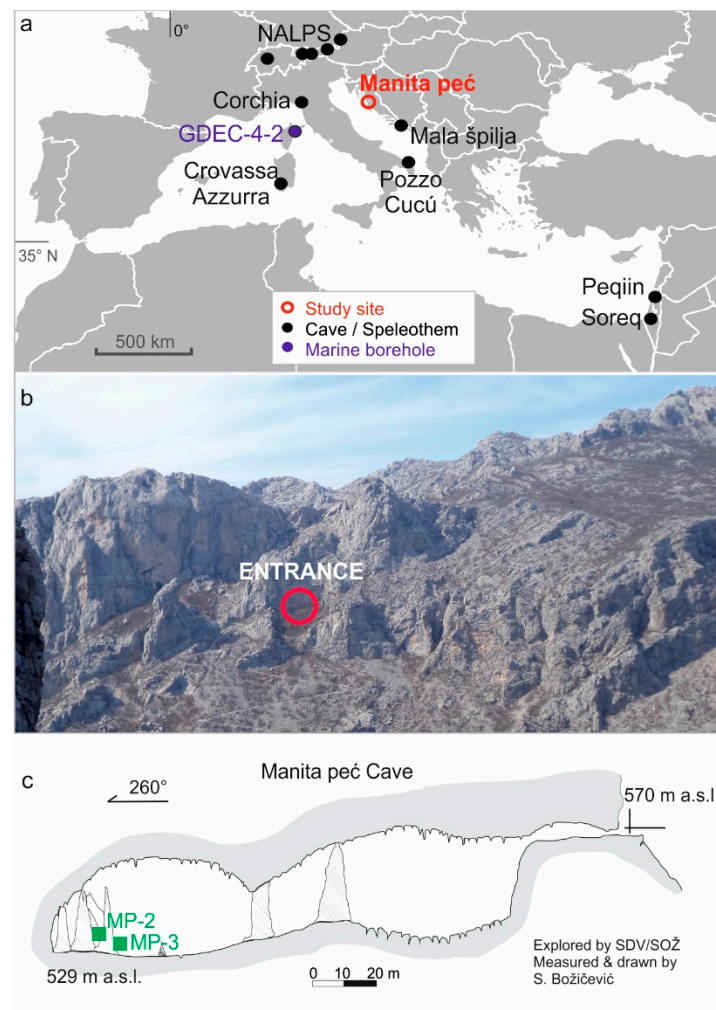 a
0°
NALPS
Manita peć
Corchia
GDEC-4-2
Mala špilja
Crovassa
Azzurra
Pozzo
Cucú
35° N
Peqiin
Soreq
Study site
Cave / Speleothem
Marine borehole
500 km
b
ENTRANCE
c
Manita peć Cave
260°
570 m a.s.l
MP-2
MP-3
529 m a.s.l.
0 10 20 m
Explored by SDV/SOŽ
Measured & drawn by
S. Božičević